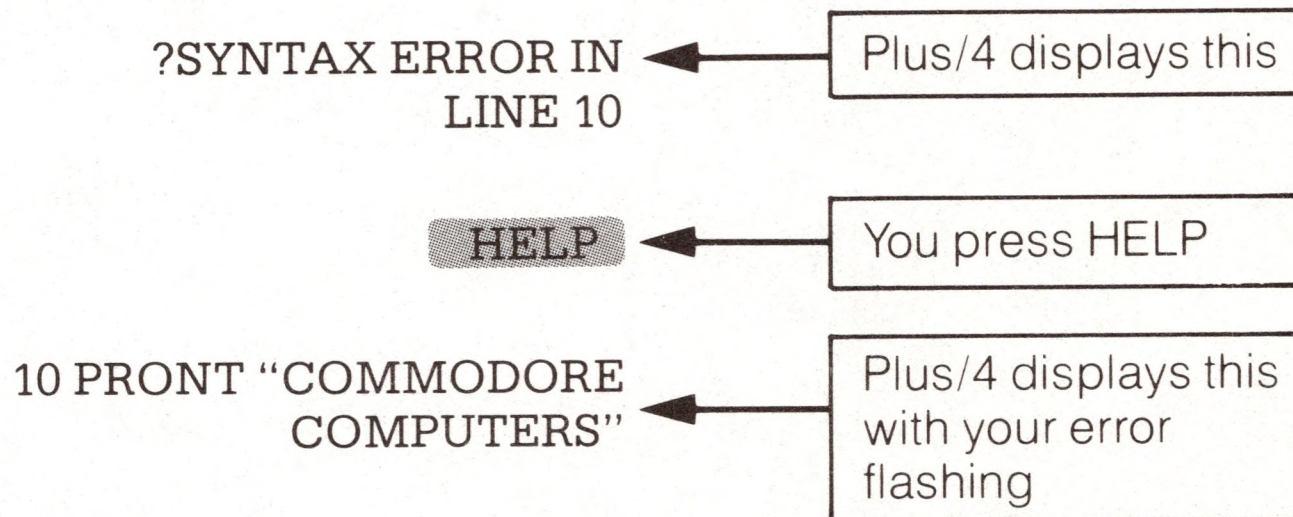 ?SYNTAX ERROR IN
LINE 10
Plus/4 displays this
HELP
You press HELP
10 PRONT “COMMODORE
COMPUTERS”
Plus/4 displays this
with your error
flashing